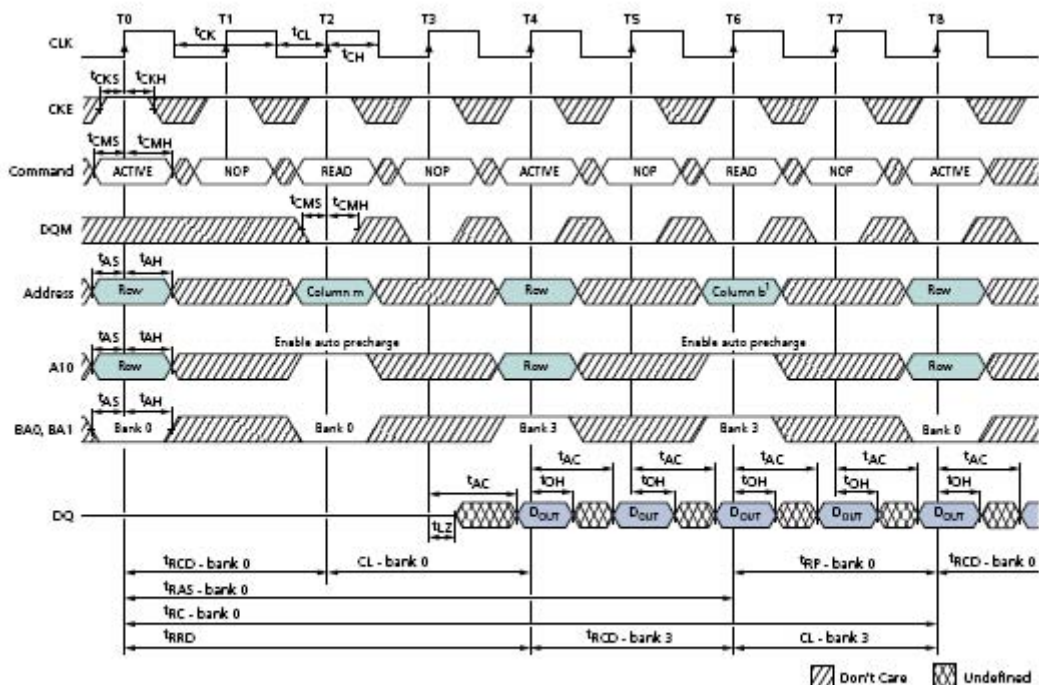 T0 T1 T2 T3 T4 T5 T6 T7 T8
CLK tCK tCL tCH
tCKS tCKH
CKE
tCMS tCMH
Command ACTIVE NOP READ NOP ACTIVE NOP READ NOP ACTIVE
tCMS tCMH
DQM
tAS tAH
Address Row Column m Row Column b1 Row
tAS tAH Enable auto precharge Enable auto precharge
A10 Row Row Row
tAS tAH
BA0, BA1 Bank 0 Bank 0 Bank 3 Bank 3 Bank 0
tAC tAC tAC tAC tAC tAC
tOH tOH tOH tOH tOH
DQ DOUT DOUT DOUT DOUT DOUT
tLZ
tRCD - bank 0 CL - bank 0 tRP - bank 0 tRCD - bank 0
tRAS - bank 0
tRC - bank 0
tRRD tRCD - bank 3 CL - bank 3
Don't Care Undefined